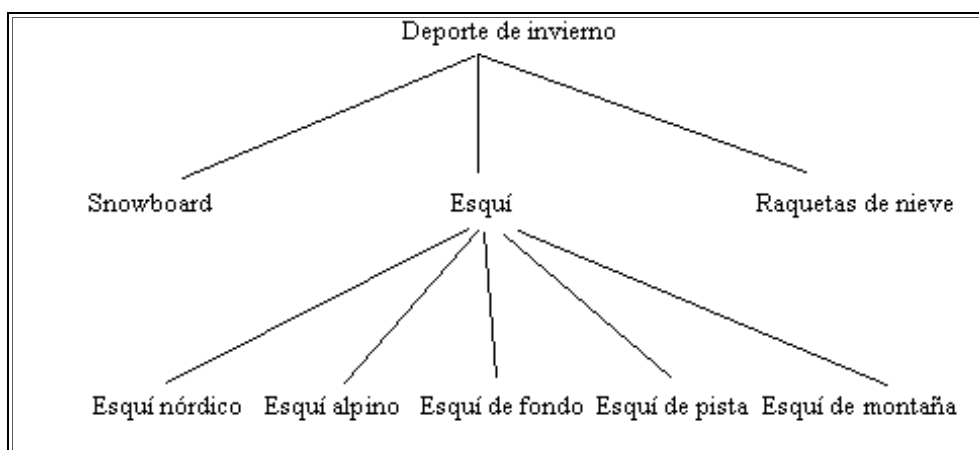 Deporte de invierno
Snowboard Esquí Raquetas de nieve
Esquí nórdico Esquí alpino Esquí de fondo Esquí de pista Esquí de montaña